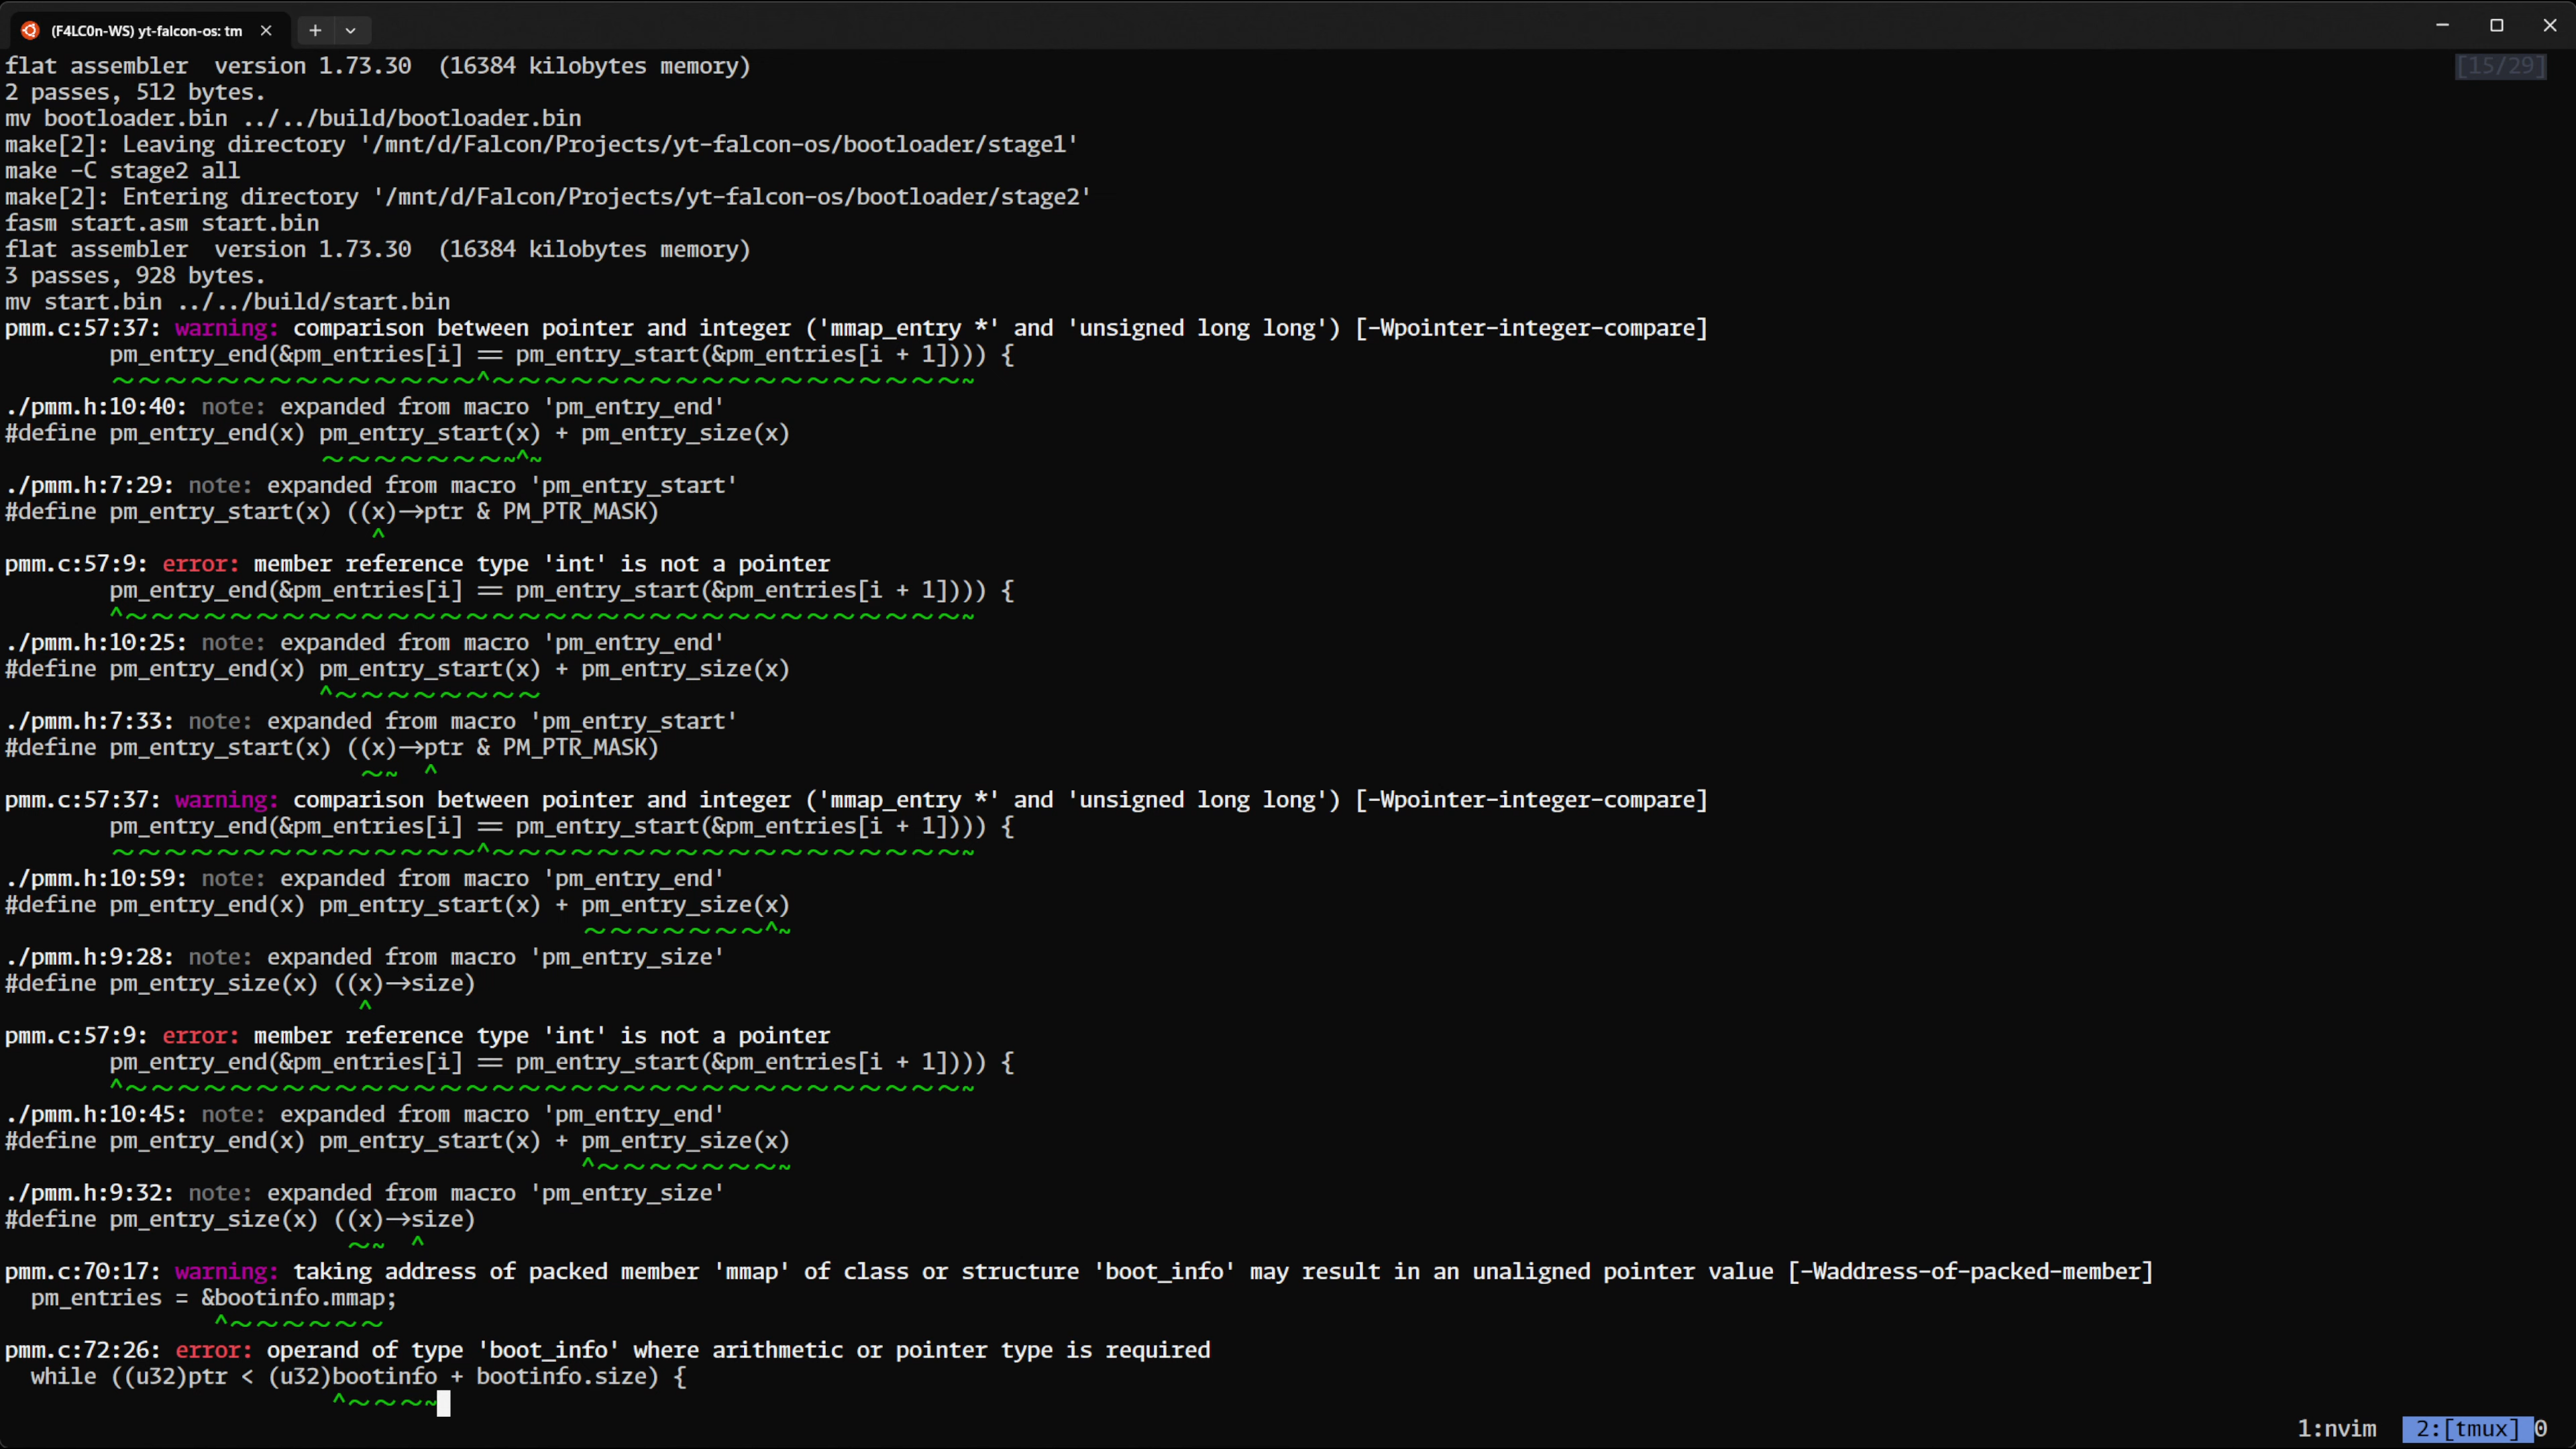 (F4LC0n-WS) yt-falcon-os: tm
flat assembler  version 1.73.30  (16384 kilobytes memory)
[15/29]
2 passes, 512 bytes.
mv bootloader.bin ../../build/bootloader.bin
make[2]: Leaving directory '/mnt/d/Falcon/Projects/yt-falcon-os/bootloader/stage1'
make -C stage2 all
make[2]: Entering directory '/mnt/d/Falcon/Projects/yt-falcon-os/bootloader/stage2'
fasm start.asm start.bin
flat assembler  version 1.73.30  (16384 kilobytes memory)
3 passes, 928 bytes.
mv start.bin ../../build/start.bin
pmm.c:57:37: warning: comparison between pointer and integer ('mmap_entry *' and 'unsigned long long') [-Wpointer-integer-compare]
        pm_entry_end(&pm_entries[i] == pm_entry_start(&pm_entries[i + 1]))) {
        ~~~~~~~~~~~~~~~~~~~~~~~~~~~~^~~~~~~~~~~~~~~~~~~~~~~~~~~~~~~~~~~~~~~~~
./pmm.h:10:40: note: expanded from macro 'pm_entry_end'
#define pm_entry_end(x) pm_entry_start(x) + pm_entry_size(x)
                        ~~~~~~~~~~~~~~~^~
./pmm.h:7:29: note: expanded from macro 'pm_entry_start'
#define pm_entry_start(x) ((x)->ptr & PM_PTR_MASK)
                            ^
pmm.c:57:9: error: member reference type 'int' is not a pointer
        pm_entry_end(&pm_entries[i] == pm_entry_start(&pm_entries[i + 1]))) {
        ^~~~~~~~~~~~~~~~~~~~~~~~~~~~~~~~~~~~~~~~~~~~~~~~~~~~~~~~~~~~~~~~~~
./pmm.h:10:25: note: expanded from macro 'pm_entry_end'
#define pm_entry_end(x) pm_entry_start(x) + pm_entry_size(x)
                        ^~~~~~~~~~~~~~~~~
./pmm.h:7:33: note: expanded from macro 'pm_entry_start'
#define pm_entry_start(x) ((x)->ptr & PM_PTR_MASK)
                           ~~~  ^
pmm.c:57:37: warning: comparison between pointer and integer ('mmap_entry *' and 'unsigned long long') [-Wpointer-integer-compare]
        pm_entry_end(&pm_entries[i] == pm_entry_start(&pm_entries[i + 1]))) {
        ~~~~~~~~~~~~~~~~~~~~~~~~~~~~^~~~~~~~~~~~~~~~~~~~~~~~~~~~~~~~~~~~~~~~~
./pmm.h:10:59: note: expanded from macro 'pm_entry_end'
#define pm_entry_end(x) pm_entry_start(x) + pm_entry_size(x)
                                            ~~~~~~~~~~~~~~^~
./pmm.h:9:28: note: expanded from macro 'pm_entry_size'
#define pm_entry_size(x) ((x)->size)
                           ^
pmm.c:57:9: error: member reference type 'int' is not a pointer
        pm_entry_end(&pm_entries[i] == pm_entry_start(&pm_entries[i + 1]))) {
        ^~~~~~~~~~~~~~~~~~~~~~~~~~~~~~~~~~~~~~~~~~~~~~~~~~~~~~~~~~~~~~~~~~
./pmm.h:10:45: note: expanded from macro 'pm_entry_end'
#define pm_entry_end(x) pm_entry_start(x) + pm_entry_size(x)
                                            ^~~~~~~~~~~~~~~~
./pmm.h:9:32: note: expanded from macro 'pm_entry_size'
#define pm_entry_size(x) ((x)->size)
                          ~~~  ^
pmm.c:70:17: warning: taking address of packed member 'mmap' of class or structure 'boot_info' may result in an unaligned pointer value [-Waddress-of-packed-member]
  pm_entries = &bootinfo.mmap;
                ^~~~~~~~~~~~~
pmm.c:72:26: error: operand of type 'boot_info' where arithmetic or pointer type is required
  while ((u32)ptr < (u32)bootinfo + bootinfo.size) {
                         ^~~~~~~~
1:nvim  2:[tmux] 0